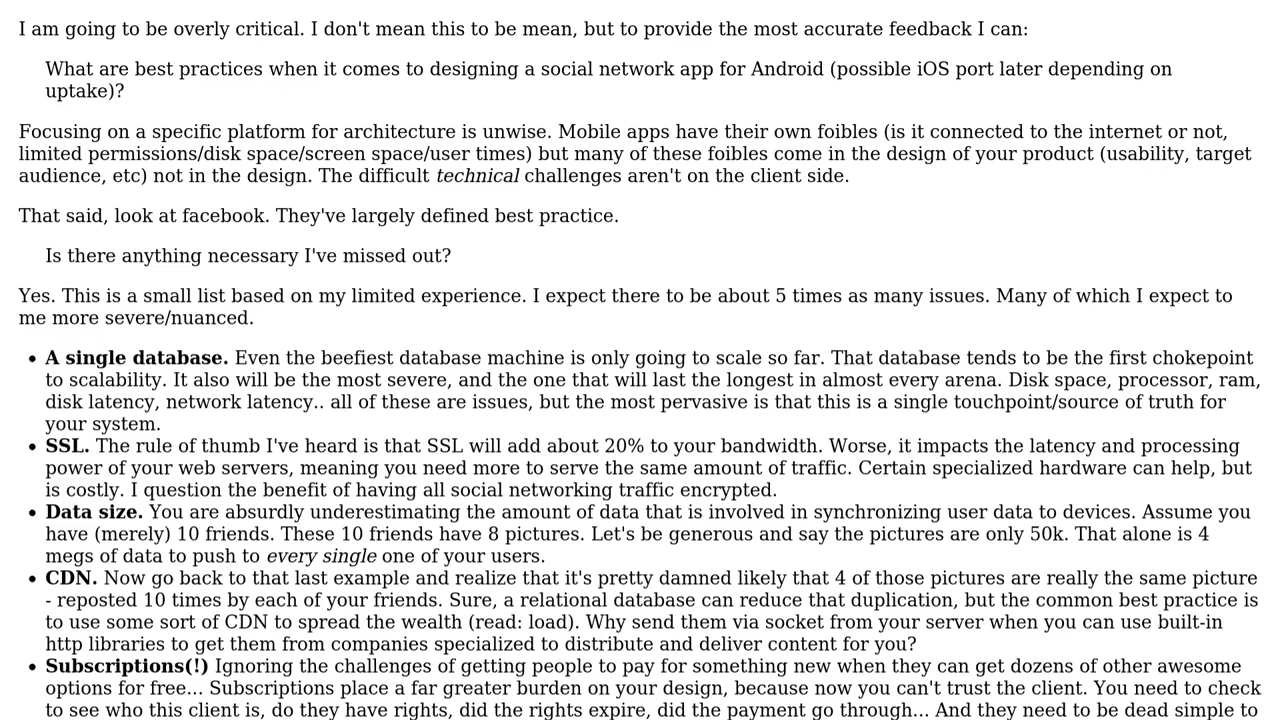 I am going to be overly critical. I don't mean this to be mean, but to provide the most accurate feedback I can:
What are best practices when it comes to designing a social network app for Android (possible iOS port later depending on
uptake)?
Focusing on a specific platform for architecture is unwise. Mobile apps have their own foibles (is it connected to the internet or not,
limited permissions/disk space/screen space/user times) but many of these foibles come in the design of your product (usability, target
audience, etc) not in the design. The difficult technical challenges aren't on the client side.
That said, look at facebook. They've largely defined best practice.
Is there anything necessary I've missed out?
Yes. This is a small list based on my limited experience. I expect there to be about 5 times as many issues. Many of which I expect to
me more severe/nuanced.
• A single database. Even the beefiest database machine is only going to scale so far. That database tends to be the first chokepoint
to scalability. It also will be the most severe, and the one that will last the longest in almost every arena. Disk space, processor, ram,
disk latency, network latency.. all of these are issues, but the most pervasive is that this is a single touchpoint/source of truth for
your system.
• SSL. The rule of thumb I've heard is that SSL will add about 20% to your bandwidth. Worse, it impacts the latency and processing
power of your web servers, meaning you need more to serve the same amount of traffic. Certain specialized hardware can help, but
is costly. I question the benefit of having all social networking traffic encrypted.
• Data size. You are absurdly underestimating the amount of data that is involved in synchronizing user data to devices. Assume you
have (merely) 10 friends. These 10 friends have 8 pictures. Let's be generous and say the pictures are only 50k. That alone is 4
megs of data to push to every single one of your users.
• CDN. Now go back to that last example and realize that it's pretty damned likely that 4 of those pictures are really the same picture
- reposted 10 times by each of your friends. Sure, a relational database can reduce that duplication, but the common best practice is
to use some sort of CDN to spread the wealth (read: load). Why send them via socket from your server when you can use built-in
http libraries to get them from companies specialized to distribute and deliver content for you?
• Subscriptions(!) Ignoring the challenges of getting people to pay for something new when they can get dozens of other awesome
options for free... Subscriptions place a far greater burden on your design, because now you can't trust the client. You need to check
to see who this client is, do they have rights, did the rights expire, did the payment go through... And they need to be dead simple to